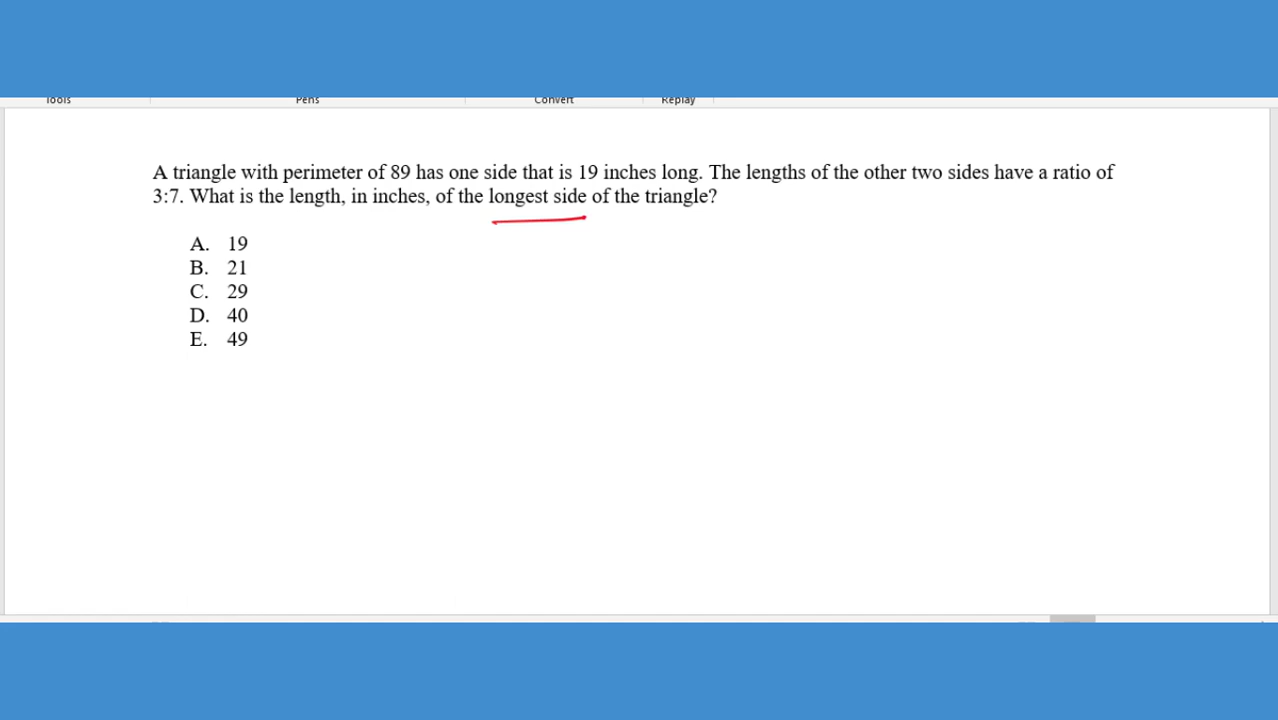 Tools Pens Convert Replay
A triangle with perimeter of 89 has one side that is 19 inches long. The lengths of the other two sides have a ratio of
3:7. What is the length, in inches, of the longest side of the triangle?
A. 19
B. 21
C. 29
D. 40
E. 49